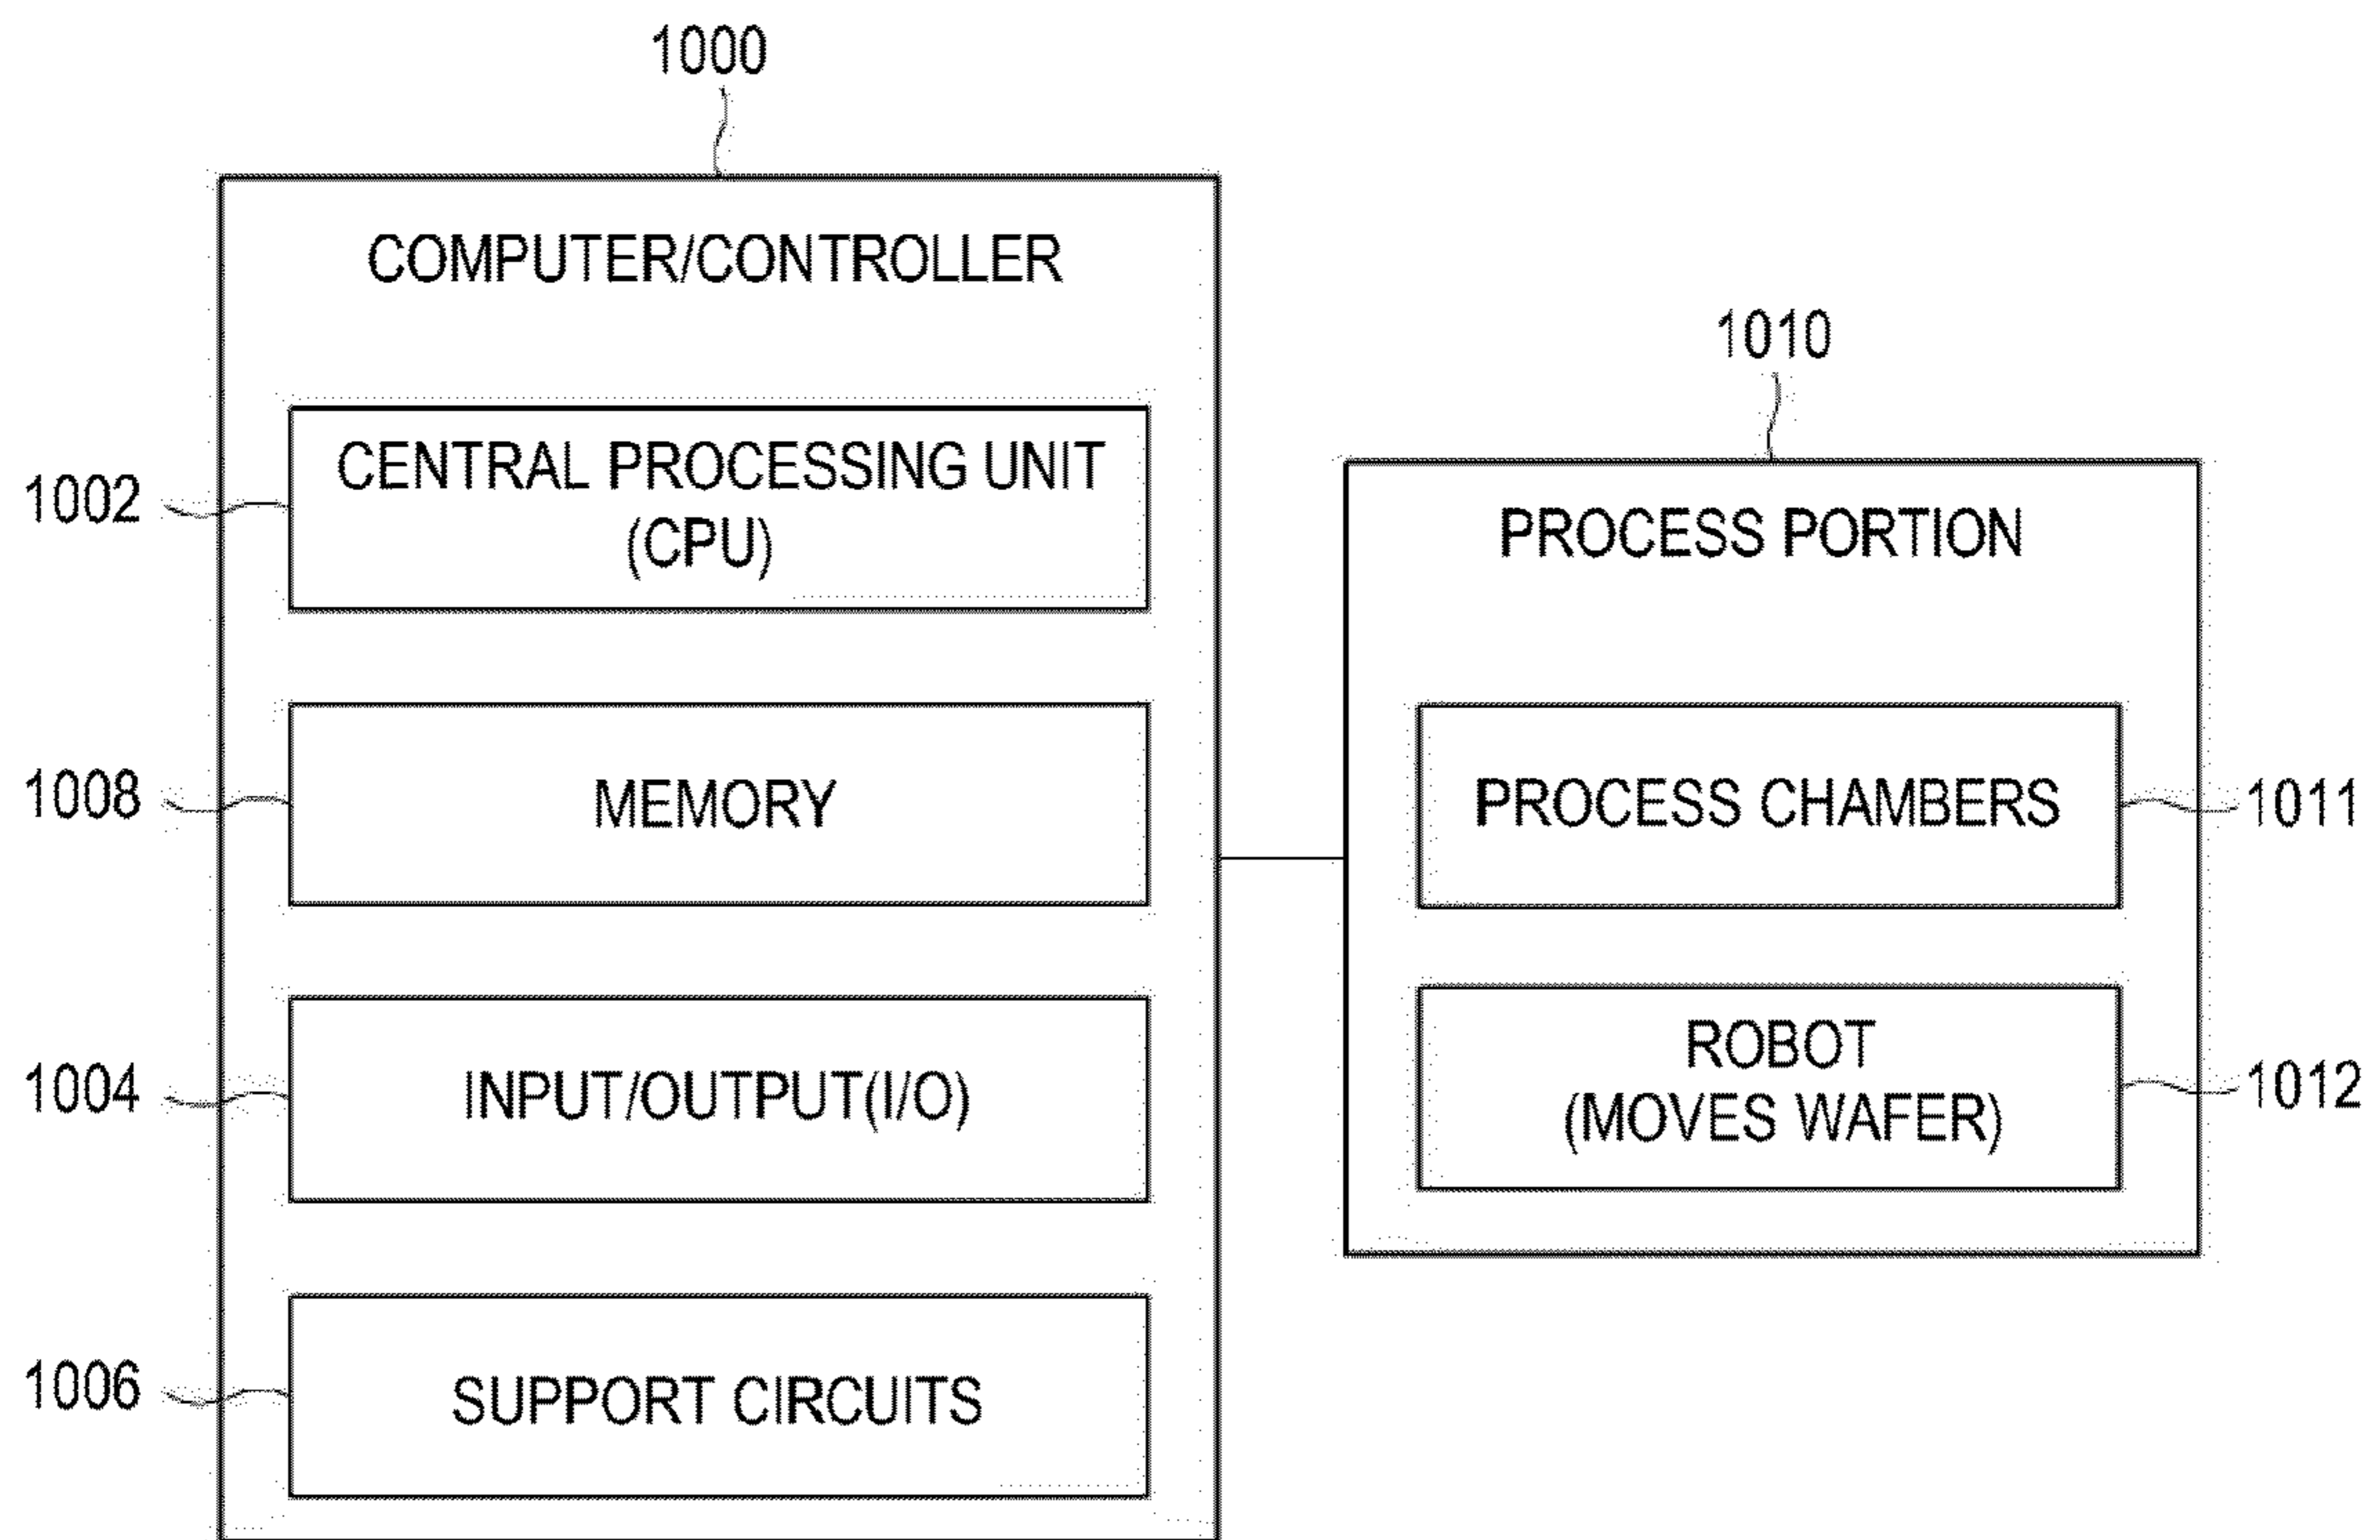 1000
COMPUTER/CONTROLLER
1002
CENTRAL PROCESSING UNIT
(CPU)
1008
MEMORY
1004
INPUT/OUTPUT(I/O)
1006
SUPPORT CIRCUITS
1010
PROCESS PORTION
PROCESS CHAMBERS
1011
ROBOT
(MOVES WAFER)
1012